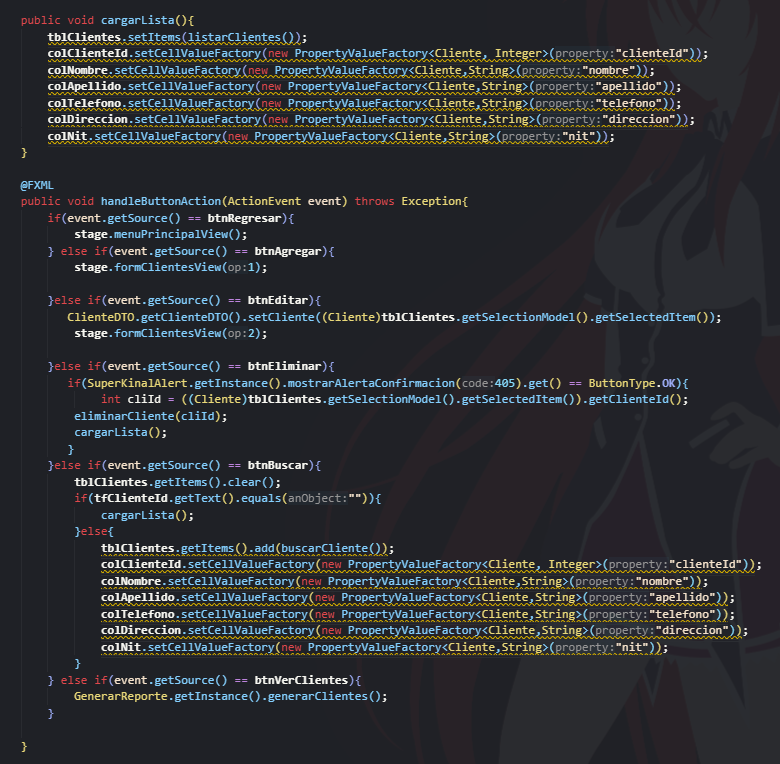 public void cargarLista(){
tblClientes.setItems(listarClientes());
colClienteId.setCellValueFactory(new PropertyValueFactory<Cliente, Integer>(property:"clienteId"));
colNombre.setCellValueFactory(new PropertyValueFactory<Cliente,String>(property:"nombre"));
colApellido.setCellValueFactory(new PropertyValueFactory<Cliente,String>(property:"apellido"));
colTelefono.setCellValueFactory(new PropertyValueFactory<Cliente,String>(property:"telefono"));
colDireccion.setCellValueFactory(new PropertyValueFactory<Cliente,String>(property:"direccion"));
colNit.setCellValueFactory(new PropertyValueFactory<Cliente,String>(property:"nit"));
}
@FXML
public void handleButtonAction(ActionEvent event) throws Exception{
if(event.getSource() == btnRegresar){
stage.menuPrincipalView();
} else if(event.getSource() == btnAgregar){
stage.formClientesView(op:1);
}else if(event.getSource() == btnEditar){
ClienteDTO.getClienteDTO().setCliente((Cliente)tblClientes.getSelectionModel().getSelectedItem());
stage.formClientesView(op:2);
}else if(event.getSource() == btnEliminar){
if(SuperKinalAlert.getInstance().mostrarAlertaConfirmacion(code:405).get() == ButtonType.OK){
int cliId = ((Cliente)tblClientes.getSelectionModel().getSelectedItem()).getClienteId();
eliminarCliente(cliId);
cargarLista();
}
}else if(event.getSource() == btnBuscar){
tblClientes.getItems().clear();
if(tfClienteId.getText().equals(anObject:"")){
cargarLista();
}else{
tblClientes.getItems().add(buscarCliente());
colClienteId.setCellValueFactory(new PropertyValueFactory<Cliente, Integer>(property:"clienteId"));
colNombre.setCellValueFactory(new PropertyValueFactory<Cliente,String>(property:"nombre"));
colApellido.setCellValueFactory(new PropertyValueFactory<Cliente,String>(property:"apellido"));
colTelefono.setCellValueFactory(new PropertyValueFactory<Cliente,String>(property:"telefono"));
colDireccion.setCellValueFactory(new PropertyValueFactory<Cliente,String>(property:"direccion"));
colNit.setCellValueFactory(new PropertyValueFactory<Cliente,String>(property:"nit"));
}
} else if(event.getSource() == btnVerClientes){
GenerarReporte.getInstance().generarClientes();
}
}